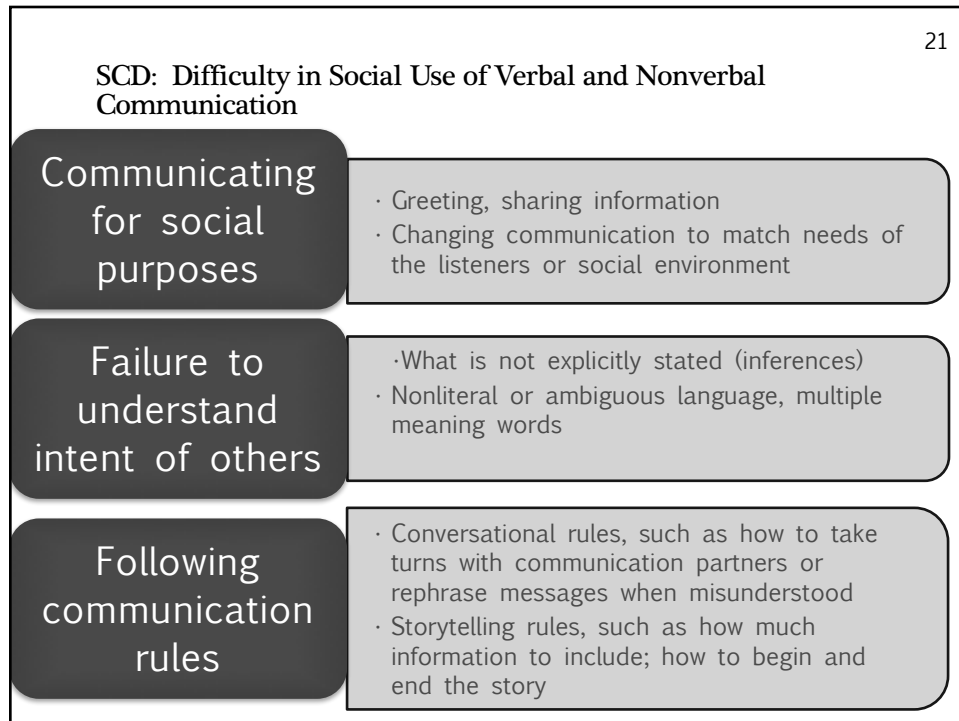 21
SCD: Difficulty in Social Use of Verbal and Nonverbal
Communication
Communicating
for social
purposes
· Greeting, sharing information
· Changing communication to match needs of
the listeners or social environment
Failure to
understand
intent of others
·What is not explicitly stated (inferences)
· Nonliteral or ambiguous language, multiple
meaning words
Following
communication
rules
· Conversational rules, such as how to take
turns with communication partners or
rephrase messages when misunderstood
· Storytelling rules, such as how much
information to include; how to begin and
end the story